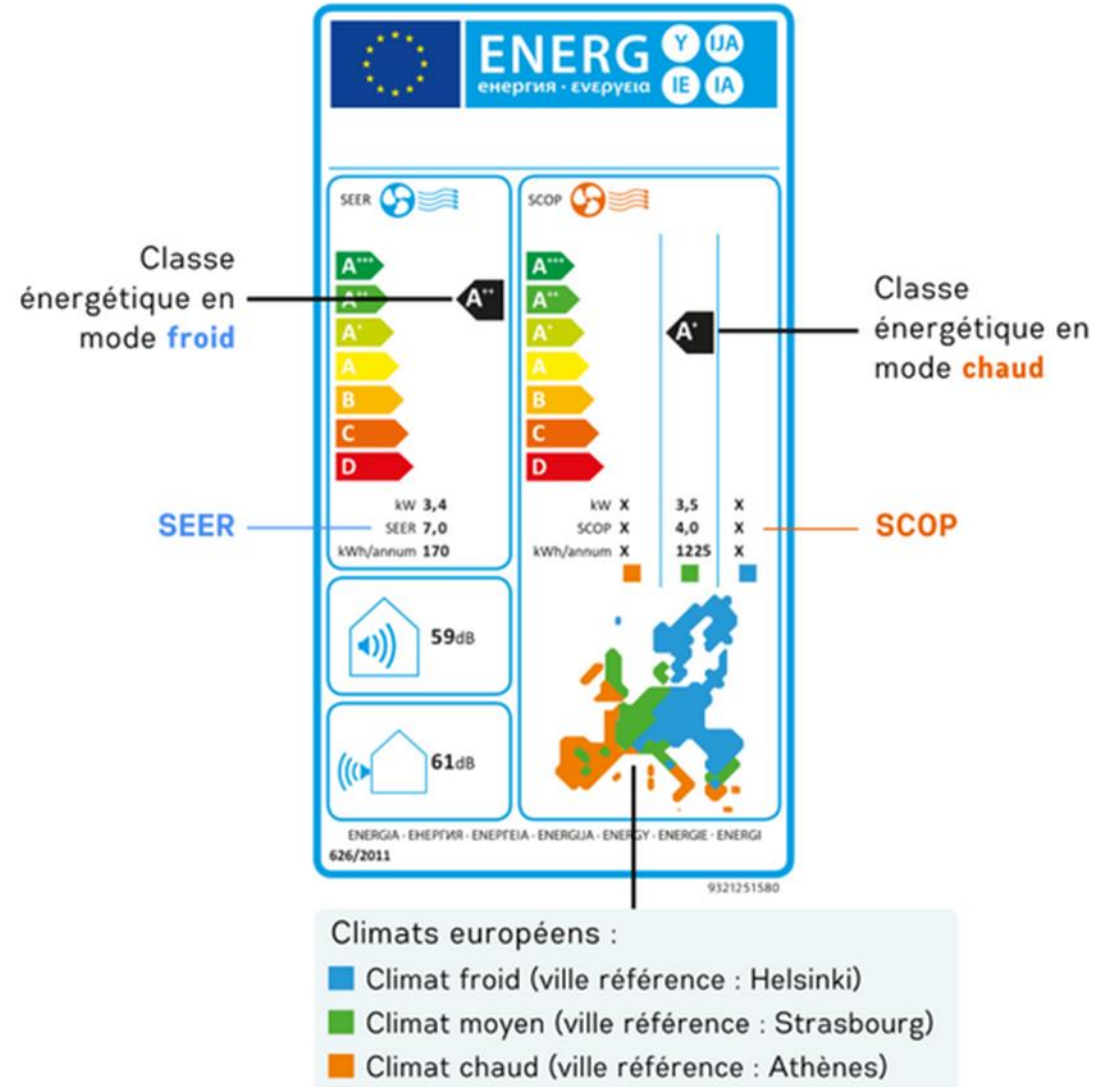 ENERG Y IJA
енергия · ενεργεια IE IA
SEER
SCOP
A+++
A++
A+
A
B
C
D
A++
A+++
A++
A+
A
B
C
D
A+
Classe
énergétique en
mode froid
Classe
énergétique en
mode chaud
SEER
SCOP
kW 3,4
SEER 7,0
kWh/annum 170
kW X 3,5 X
SCOP X 4,0 X
kWh/annum X 1225 X
59dB
61dB
ENERGIA · ЕНЕРГИЯ · ΕΝΕΡΓΕΙΑ · ENERGIJA · ENERGY · ENERGIE · ENERGI
626/2011
9321251580
Climats européens :
Climat froid (ville référence : Helsinki)
Climat moyen (ville référence : Strasbourg)
Climat chaud (ville référence : Athènes)